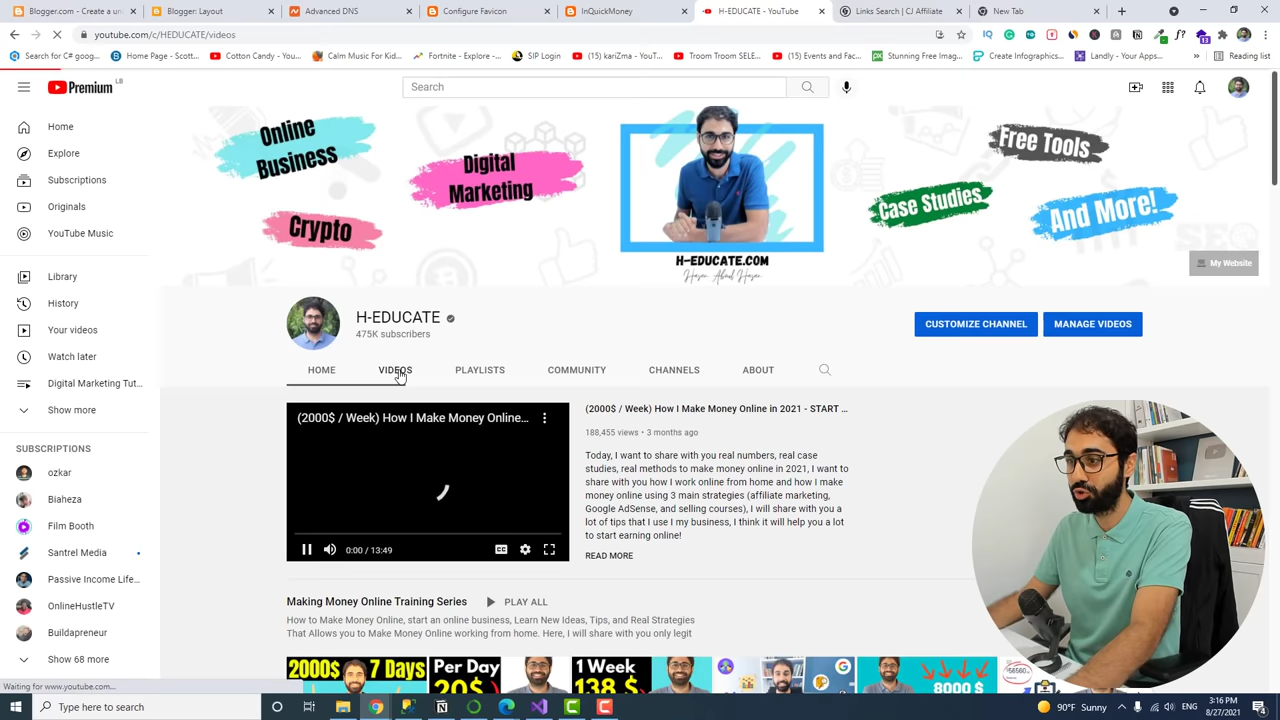 Blogger.com - Create a un
Blogger: Layout
Advanced DNS
Configure Favicon
InQuickMoney
H-EDUCATE - YouTube
Links Search | CJ Affiliate
New Tab
youtube.com/c/HEDUCATE/videos
Search for C# goog...
Home Page - Scott...
Cotton Candy - You...
Calm Music For Kid...
Fortnite - Explore -...
SIP Login
(15) kariZma - YouT...
Troom Troom SELE...
(15) Events and Fac...
Stunning Free Imag...
Create Infographics...
Landly - Your Apps...
Reading list
Premium
LB
Search
Home
Explore
Subscriptions
Originals
YouTube Music
Library
History
Your videos
Watch later
Digital Marketing Tut...
Show more
SUBSCRIPTIONS
ozkar
Biaheza
Film Booth
Santrel Media
Passive Income Life...
OnlineHustleTV
Buildapreneur
Show 68 more
Online
Business
Digital
Marketing
Crypto
Free Tools
Case Studies
And More!
SEO
H-EDUCATE.COM
Hasan Aboul Hasan
My Website
H-EDUCATE
475K subscribers
CUSTOMIZE CHANNEL
MANAGE VIDEOS
HOME
VIDEOS
PLAYLISTS
COMMUNITY
CHANNELS
ABOUT
(2000$ / Week) How I Make Money Online...
0:00 / 13:49
(2000$ / Week) How I Make Money Online in 2021 - START ...
188,455 views • 3 months ago
Today, I want to share with you real numbers, real case
studies, real methods to make money online in 2021, I want to
share with you how I work online from home and how I make
money online using 3 main strategies (affiliate marketing,
Google AdSense, and selling courses), I will share with you a
lot of tips that I use I my business, I think it will help you a lot
to start earning online!
READ MORE
Making Money Online Training Series
PLAY ALL
How to Make Money Online, start an online business, Learn New Ideas, Tips, and Real Strategies
That Allows you to Make Money Online working from home. Here, I will share with you only legit
2000$
7 Days
Per Day
20$
1 Week
138 $
8000 $
Waiting for www.youtube.com...
Type here to search
90°F Sunny
ENG
3:16 PM
8/27/2021
4